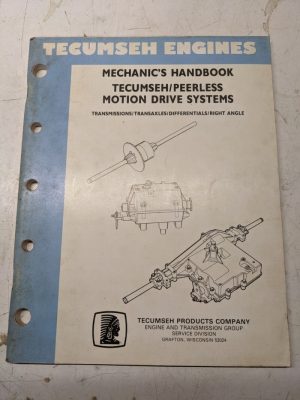 TECUMSEH ENGINES
MECHANIC'S HANDBOOK
TECUMSEH/PEERLESS
MOTION DRIVE SYSTEMS
TRANSMISSIONS/TRANSAXLES/DIFFERENTIALS/RIGHT ANGLE
TECUMSEH PRODUCTS COMPANY
ENGINE AND TRANSMISSION GROUP
SERVICE DIVISION
GRAFTON, WISCONSIN 53024